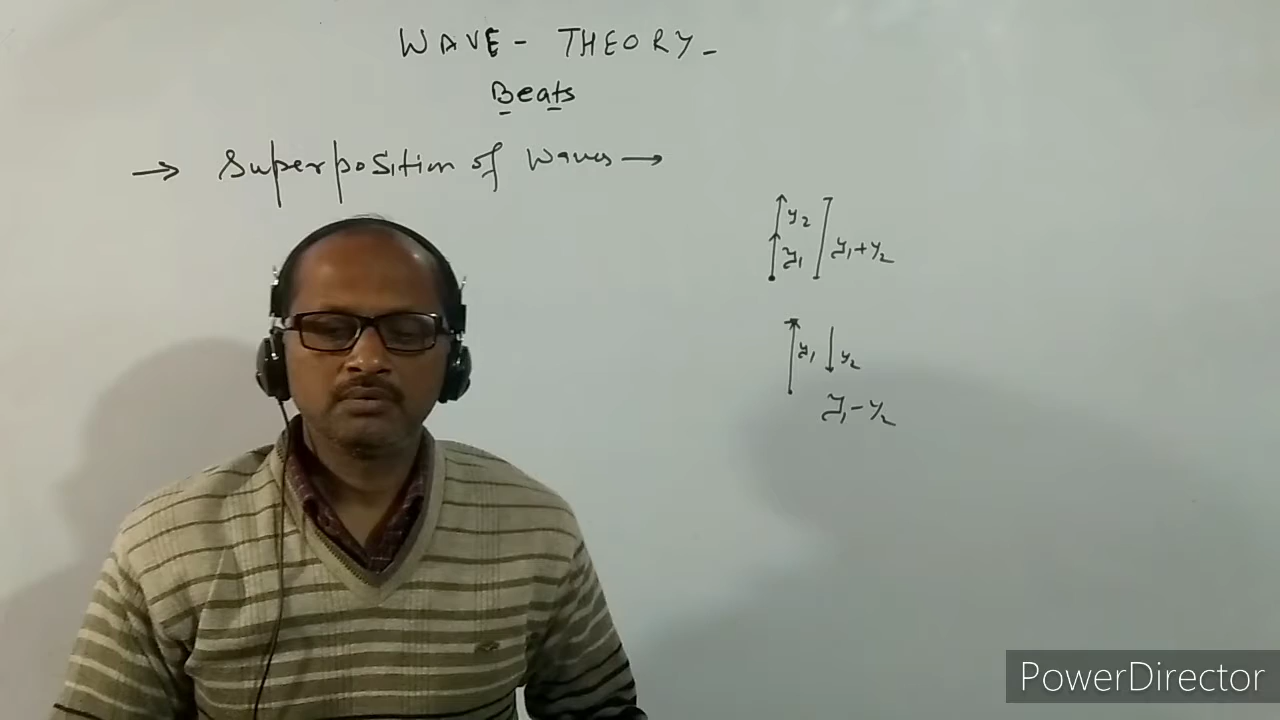 WAVE - THEORY -
Beats
→ Superposition of Waves →
y₂
y₁
y₁+y₂
y₁
y₂
y₁-y₂
PowerDirector